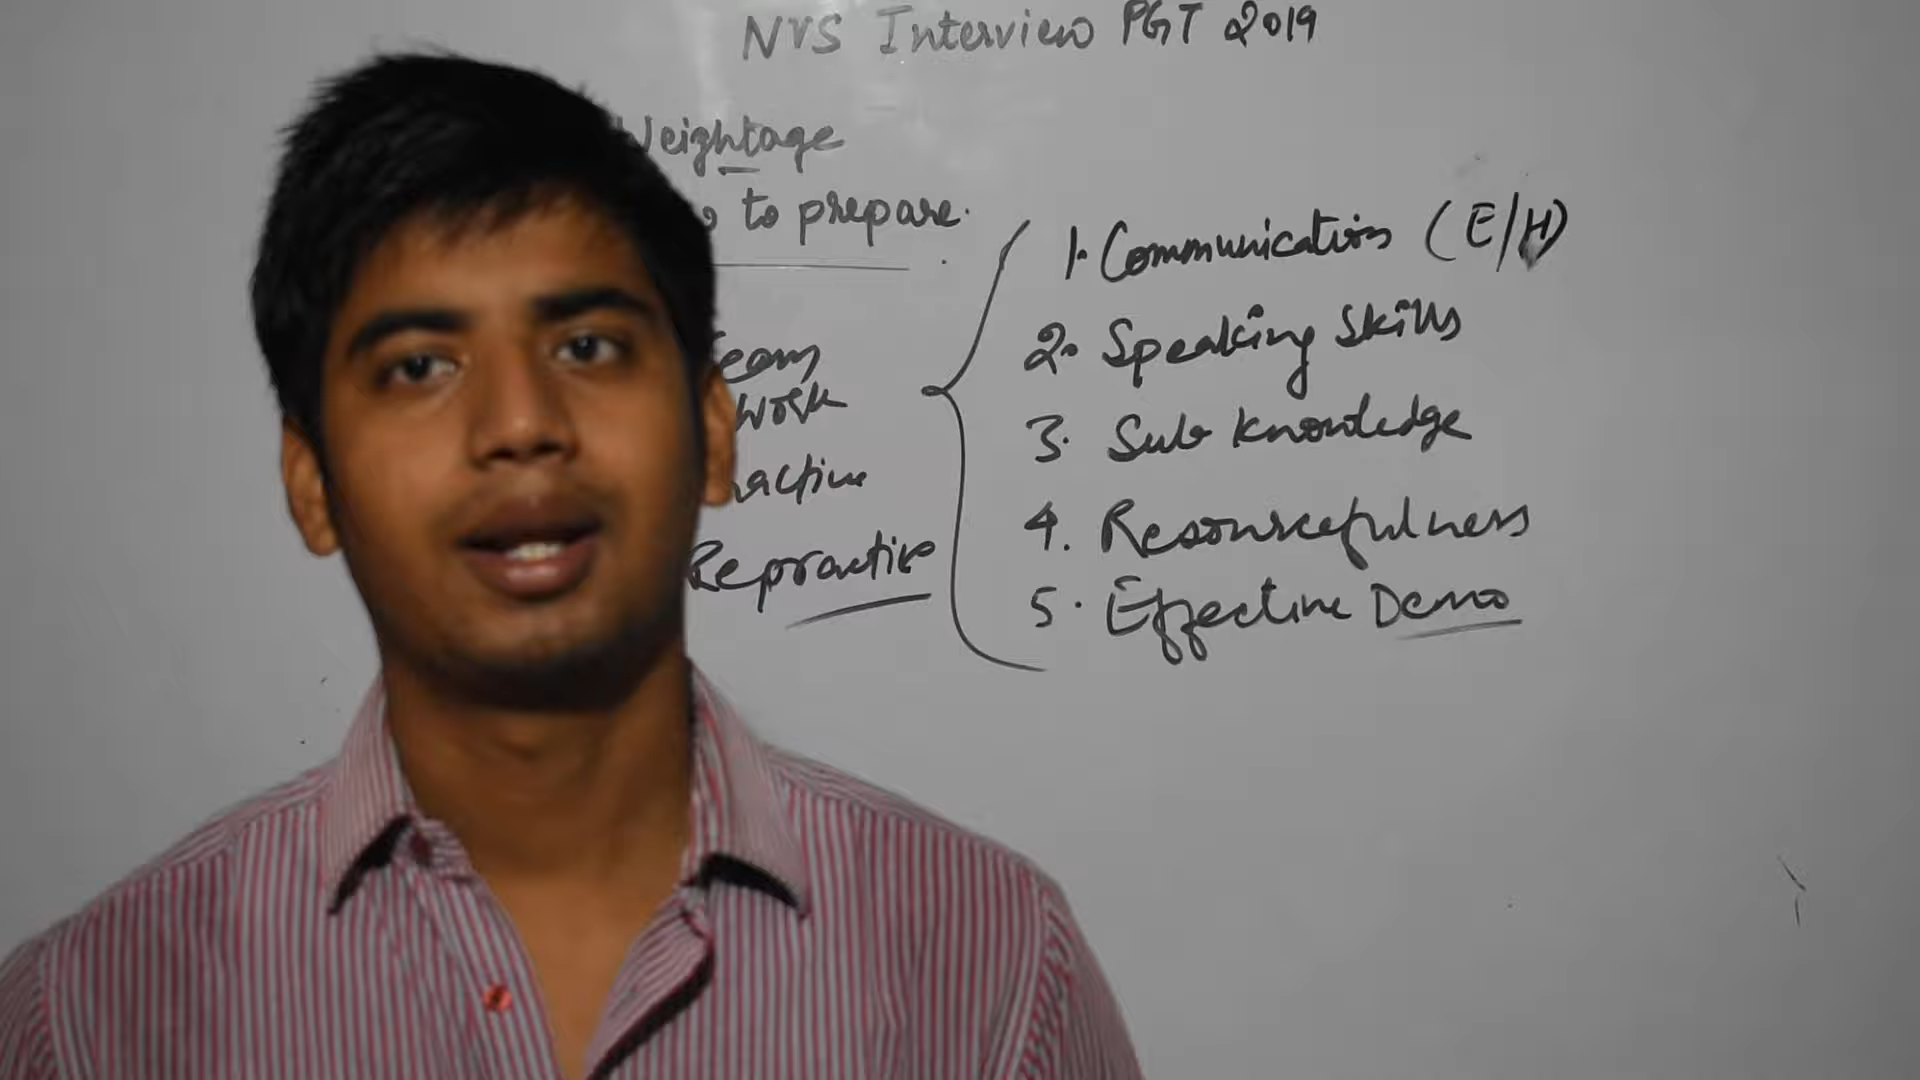 NVS Interview PGT 2019
Weightage
to prepare.
Team
work
Repractive
1. Communication (E/H)
2. Speaking Skills
3. Sub Knowledge
4. Resourcefulness
5. Effective Demo